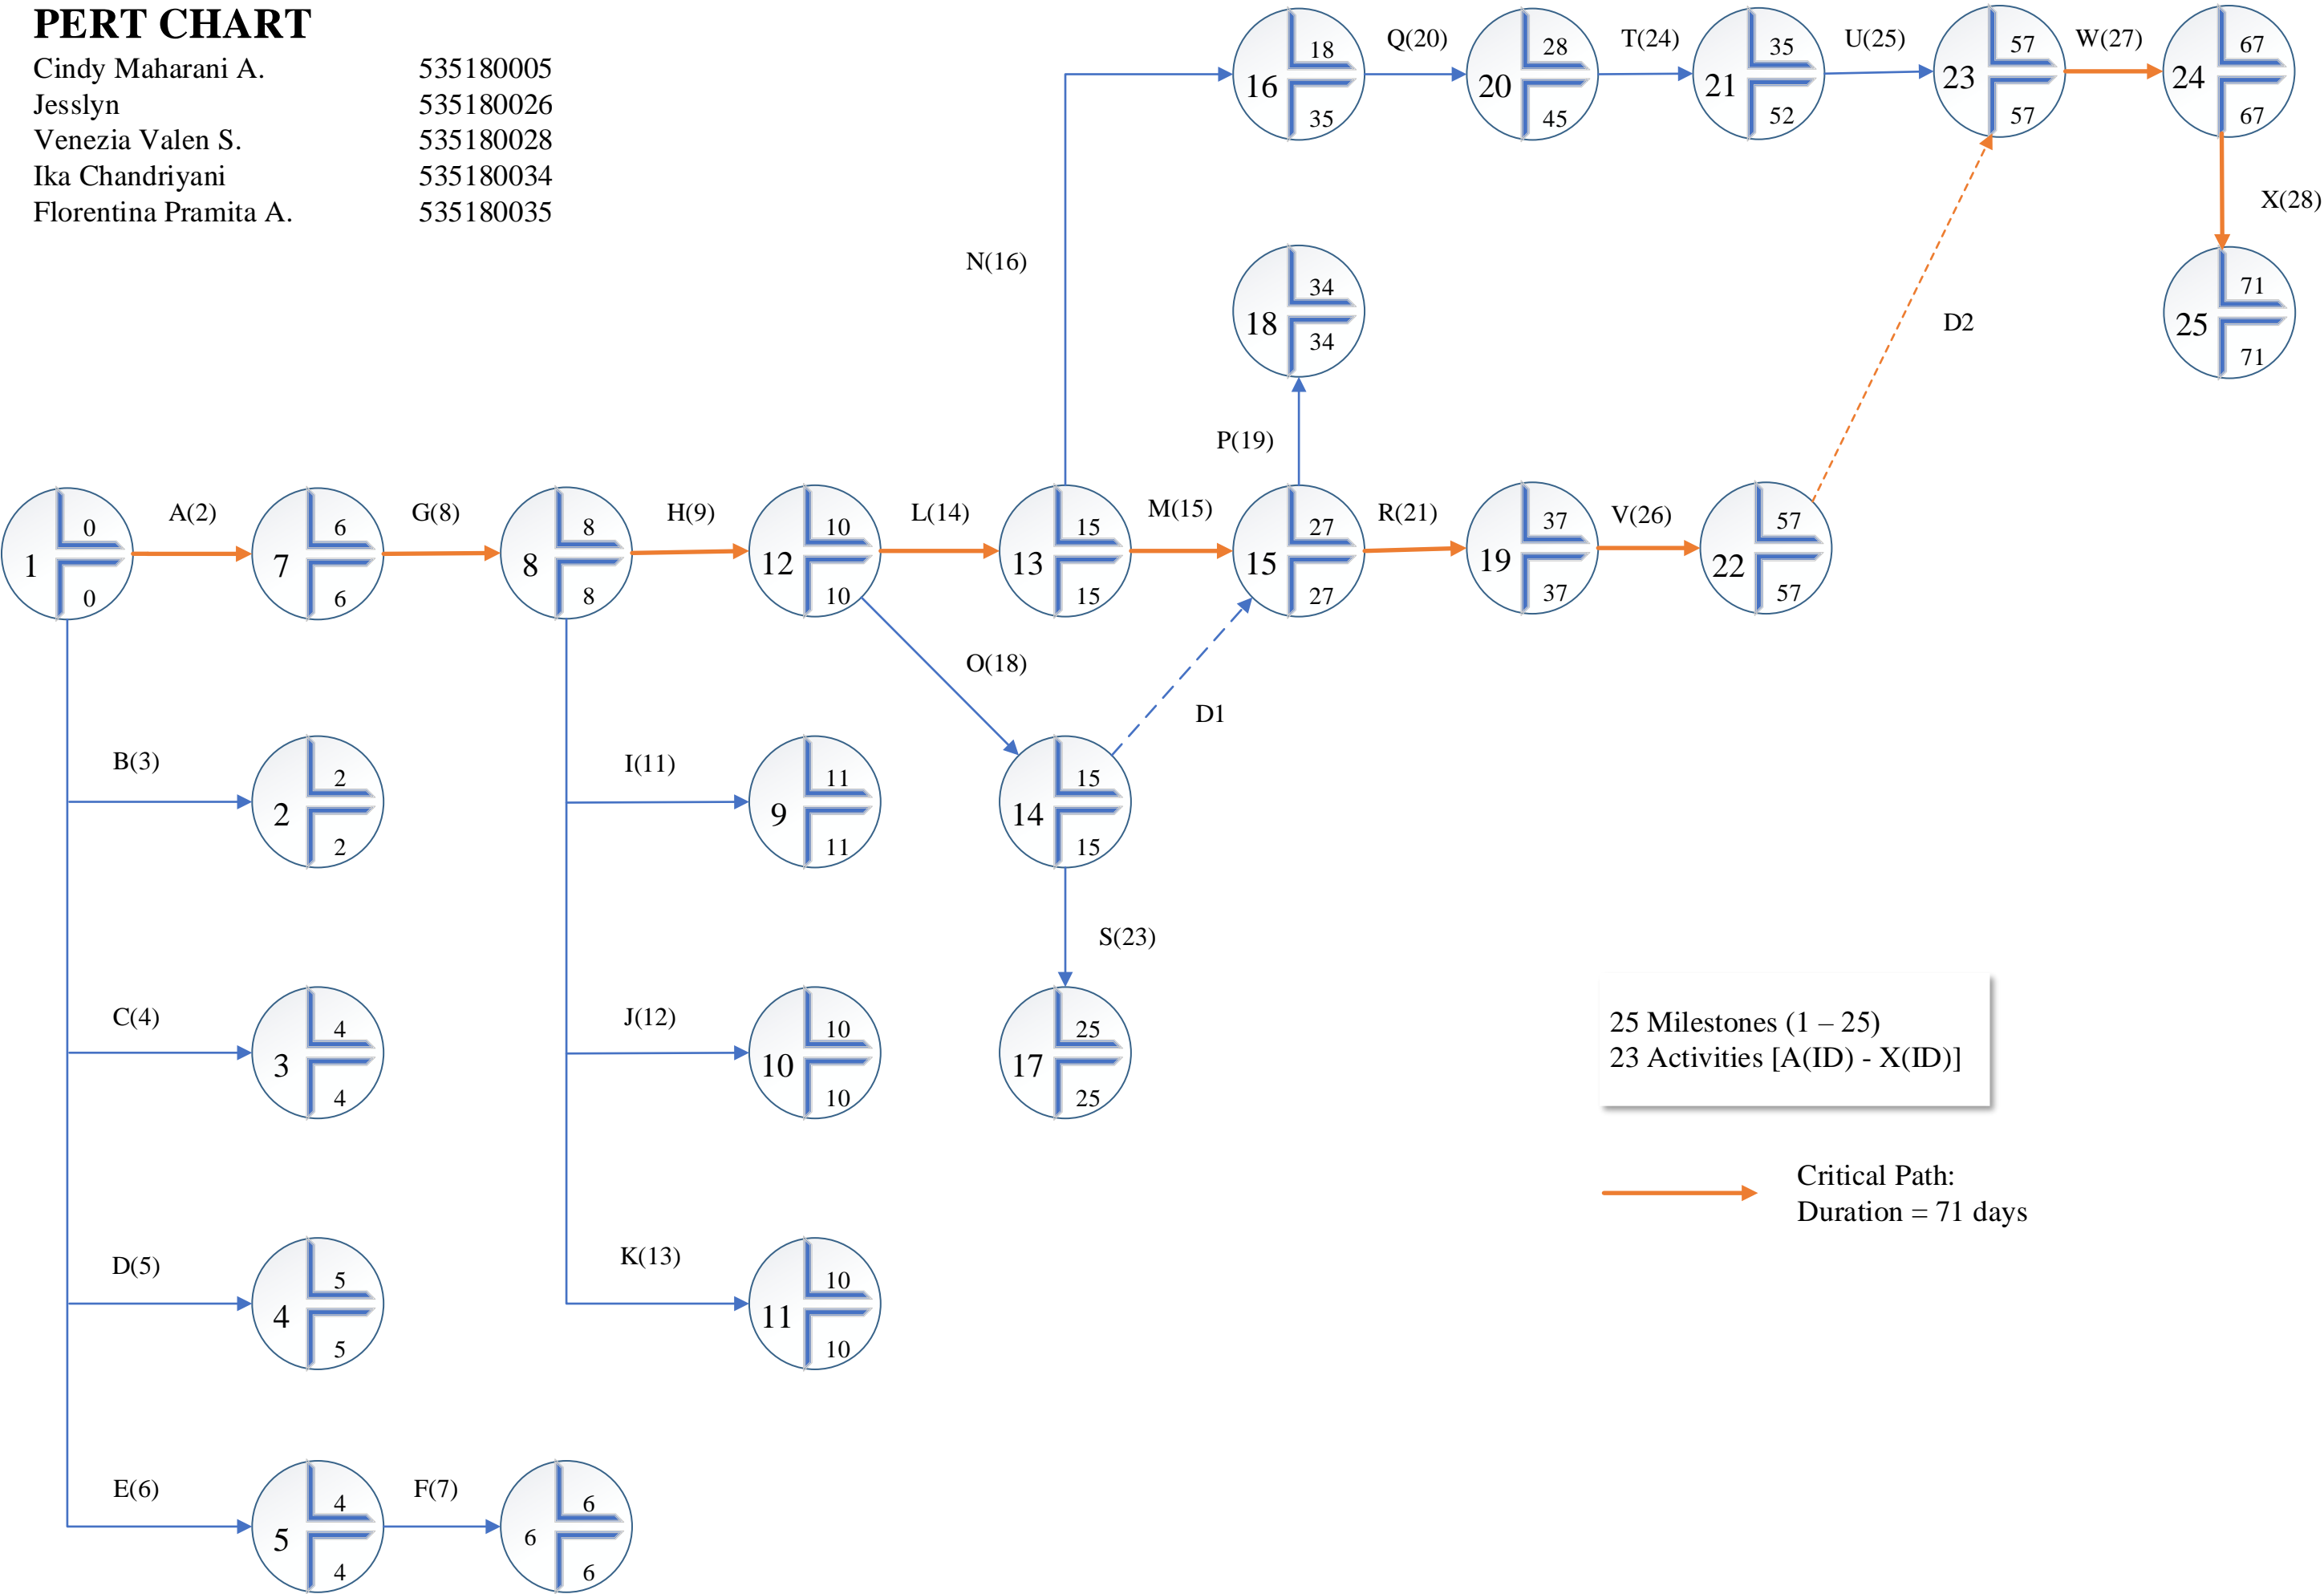 PERT CHART
Cindy Maharani A. 535180005
Jesslyn 535180026
Venezia Valen S. 535180028
Ika Chandriyani 535180034
Florentina Pramita A. 535180035
16 18 35
Q(20)
20 28 45
T(24)
21 35 52
U(25)
23 57 57
W(27)
24 67 67
X(28)
N(16)
18 34 34
D2
25 71 71
P(19)
1 0 0
A(2)
7 6 6
G(8)
8 8 8
H(9)
12 10 10
L(14)
13 15 15
M(15)
15 27 27
R(21)
19 37 37
V(26)
22 57 57
O(18)
D1
B(3)
2 2 2
I(11)
9 11 11
14 15 15
S(23)
C(4)
3 4 4
J(12)
10 10 10
17 25 25
25 Milestones (1 – 25)
23 Activities [A(ID) - X(ID)]
Critical Path:
Duration = 71 days
D(5)
4 5 5
K(13)
11 10 10
E(6)
5 4 4
F(7)
6 6 6